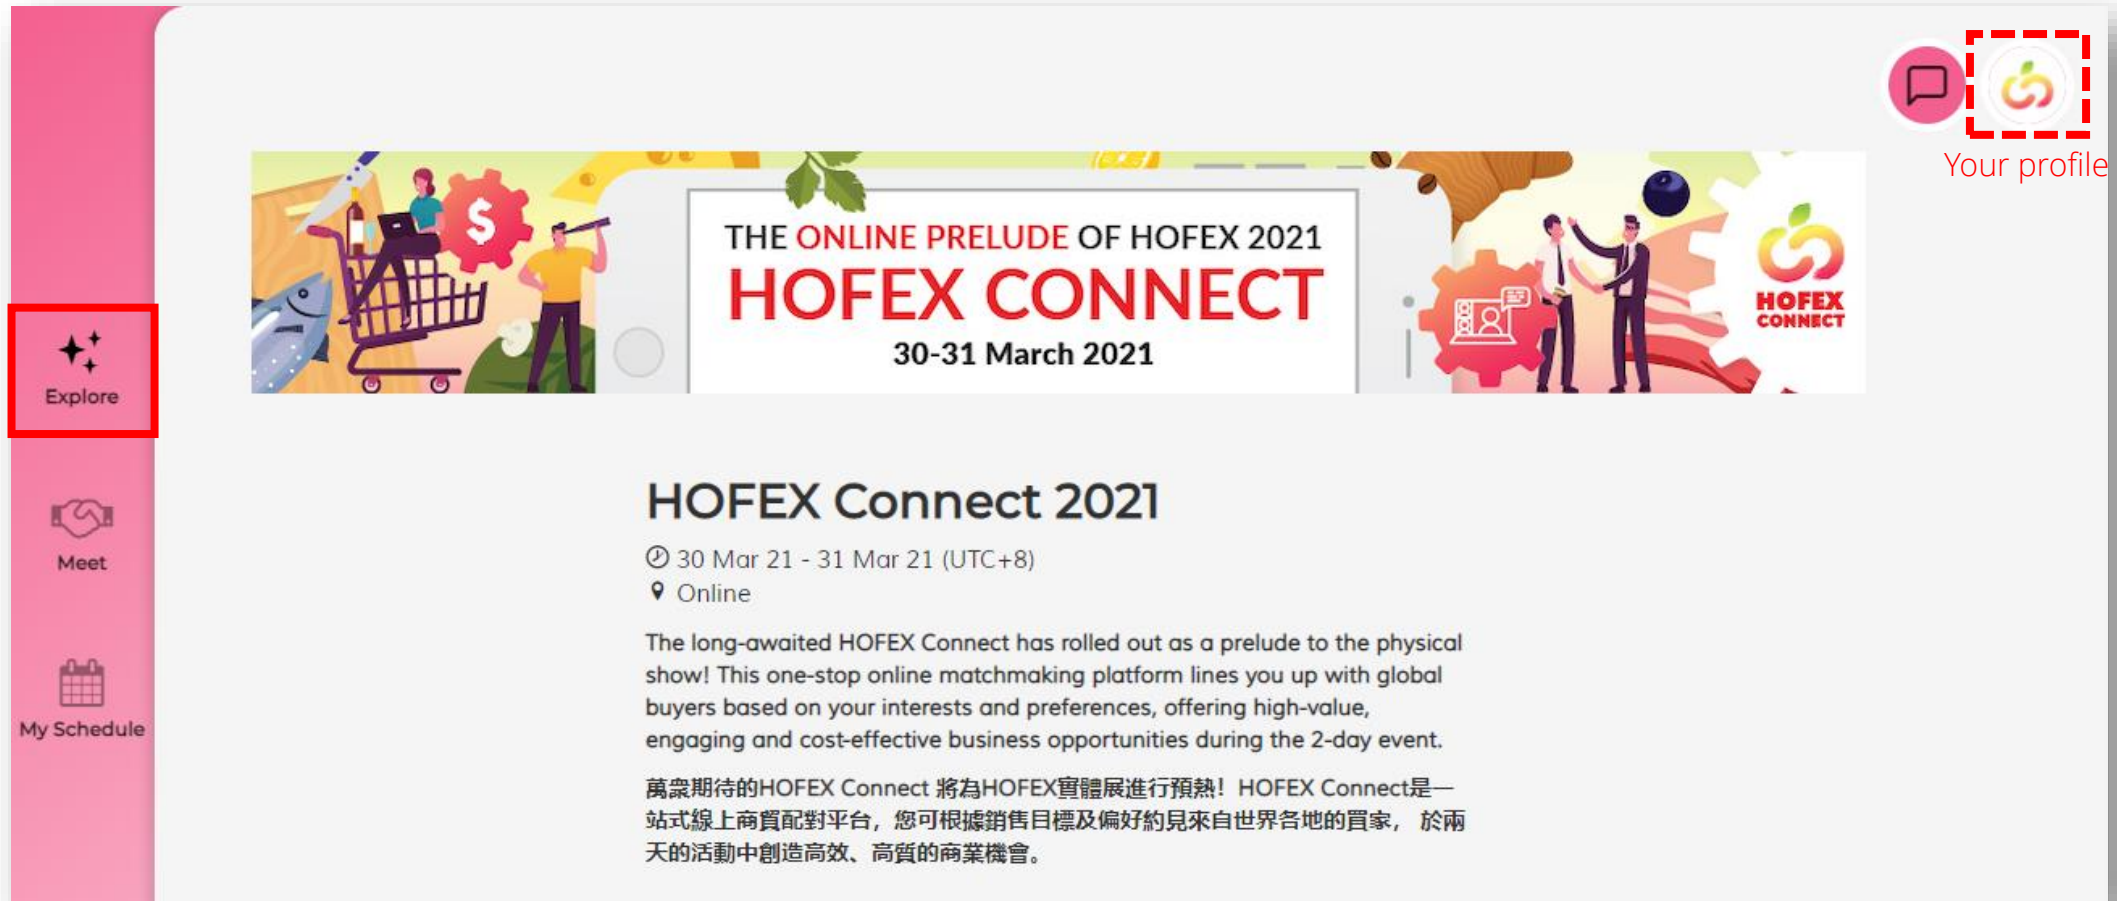 Your profile
THE ONLINE PRELUDE OF HOFEX 2021
HOFEX CONNECT
30-31 March 2021
$
HOFEX
CONNECT
Explore
Meet
My Schedule
HOFEX Connect 2021
30 Mar 21 - 31 Mar 21 (UTC+8)
Online
The long-awaited HOFEX Connect has rolled out as a prelude to the physical
show! This one-stop online matchmaking platform lines you up with global
buyers based on your interests and preferences, offering high-value,
engaging and cost-effective business opportunities during the 2-day event.
萬眾期待的HOFEX Connect 將為HOFEX實體展進行預熱！HOFEX Connect是一
站式線上商貿配對平台，您可根據銷售目標及偏好約見來自世界各地的買家， 於兩
天的活動中創造高效、高質的商業機會。